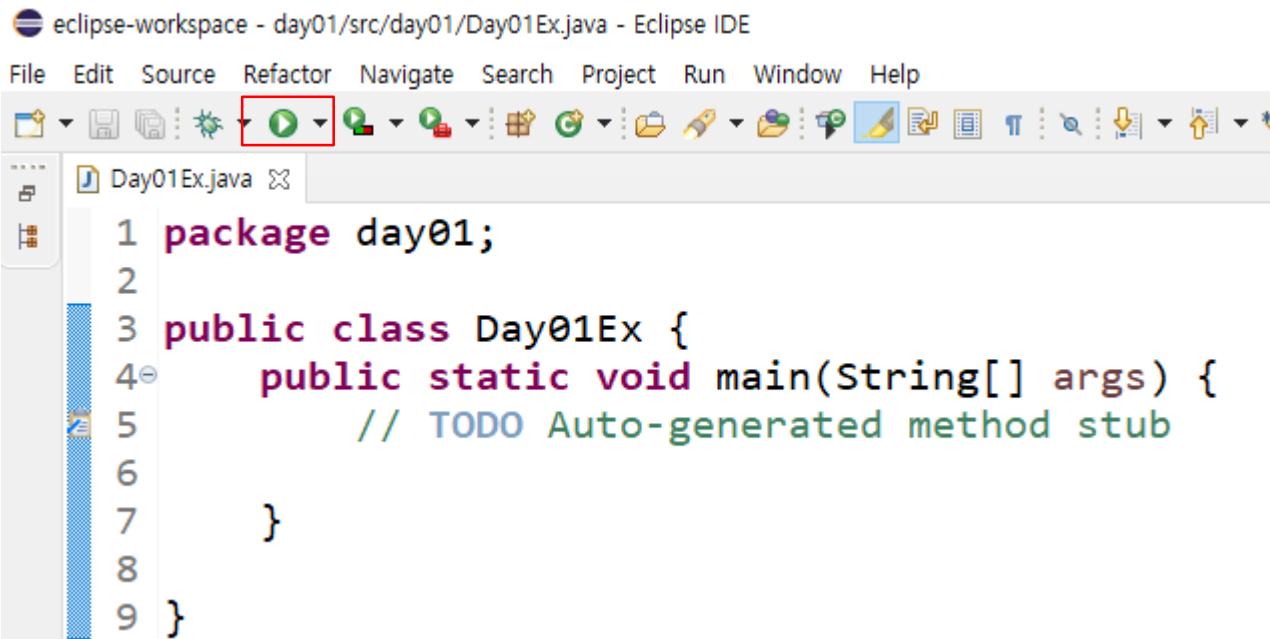 eclipse-workspace - day01/src/day01/Day01Ex.java - Eclipse IDE
File Edit Source Refactor Navigate Search Project Run Window Help
Day01Ex.java
1 package day01;
2
3 public class Day01Ex {
4 public static void main(String[] args) {
5 // TODO Auto-generated method stub
6
7 }
8
9 }